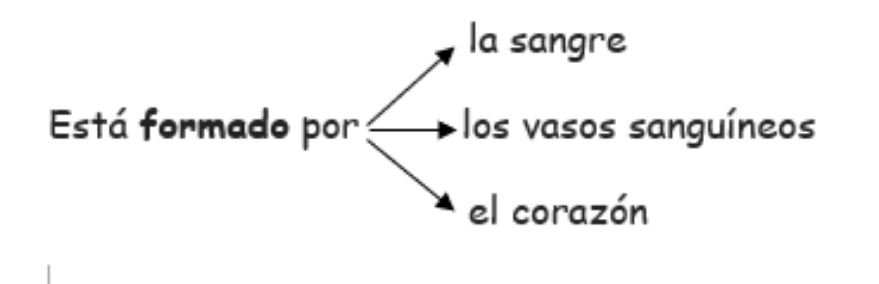 la sangre
Está formado por los vasos sanguíneos
el corazón